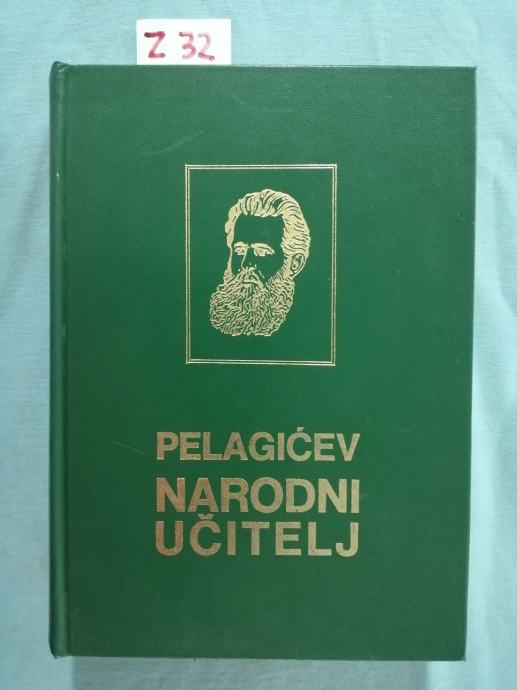 Z 32
PELAGIĆEV
NARODNI
UČITELJ